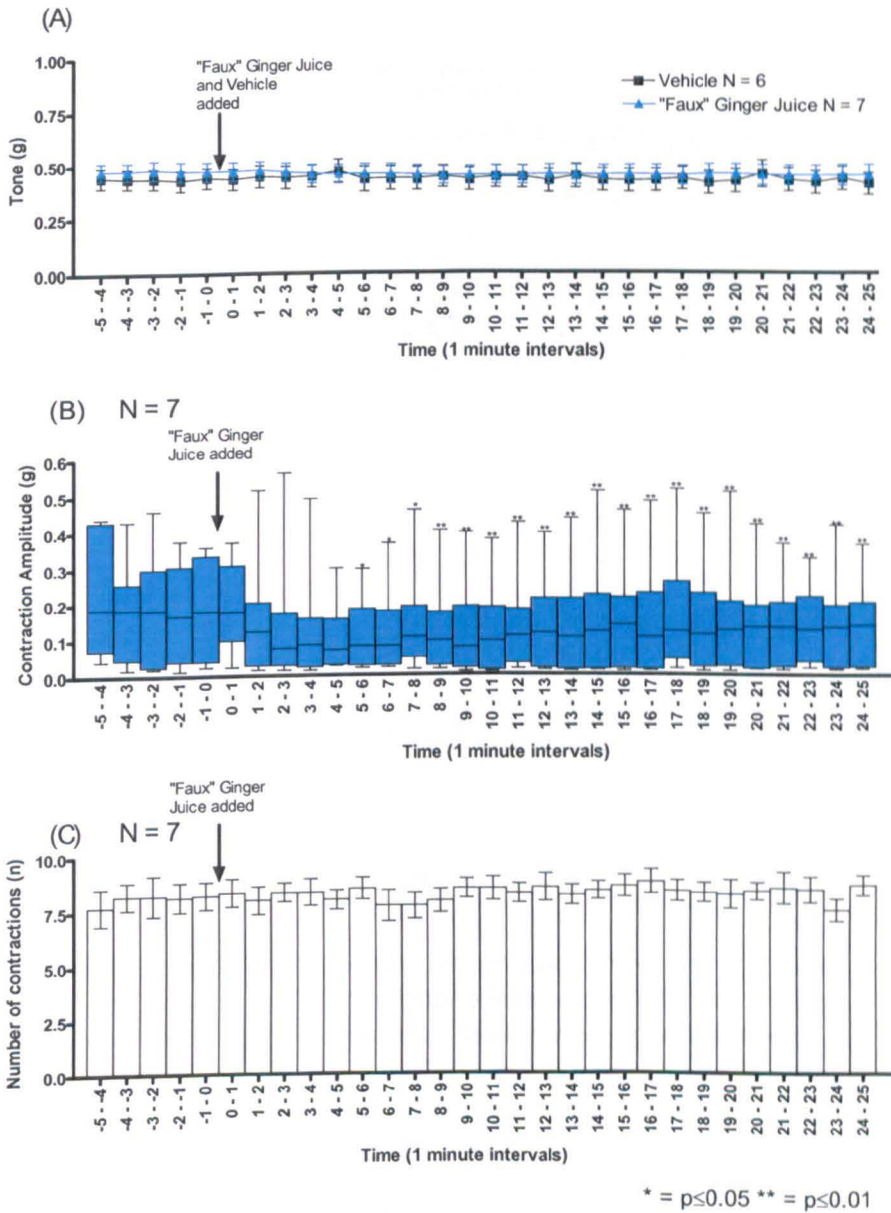 (A)
"Faux" Ginger Juice
and Vehicle
added
Vehicle N = 6
"Faux" Ginger Juice N = 7
Tone (g)
1.00
0.75
0.50
0.25
0.00
-5 - -4
-4 - -3
-3 - -2
-2 - -1
-1 - 0
0 - 1
1 - 2
2 - 3
3 - 4
4 - 5
5 - 6
6 - 7
7 - 8
8 - 9
9 - 10
10 - 11
11 - 12
12 - 13
13 - 14
14 - 15
15 - 16
16 - 17
17 - 18
18 - 19
19 - 20
20 - 21
21 - 22
22 - 23
23 - 24
24 - 25
Time (1 minute intervals)
(B) N = 7
"Faux" Ginger
Juice added
Contraction Amplitude (g)
0.6
0.5
0.4
0.3
0.2
0.1
0.0
* * * ** ** ** ** ** ** ** ** ** ** ** ** ** ** ** ** **
-5 - -4
-4 - -3
-3 - -2
-2 - -1
-1 - 0
0 - 1
1 - 2
2 - 3
3 - 4
4 - 5
5 - 6
6 - 7
7 - 8
8 - 9
9 - 10
10 - 11
11 - 12
12 - 13
13 - 14
14 - 15
15 - 16
16 - 17
17 - 18
18 - 19
19 - 20
20 - 21
21 - 22
22 - 23
23 - 24
24 - 25
Time (1 minute intervals)
"Faux" Ginger
Juice added
(C) N = 7
Number of contractions (n)
10.0
7.5
5.0
2.5
0.0
-5 - -4
-4 - -3
-3 - -2
-2 - -1
-1 - 0
0 - 1
1 - 2
2 - 3
3 - 4
4 - 5
5 - 6
6 - 7
7 - 8
8 - 9
9 - 10
10 - 11
11 - 12
12 - 13
13 - 14
14 - 15
15 - 16
16 - 17
17 - 18
18 - 19
19 - 20
20 - 21
21 - 22
22 - 23
23 - 24
24 - 25
Time (1 minute intervals)
* = p≤0.05 ** = p≤0.01